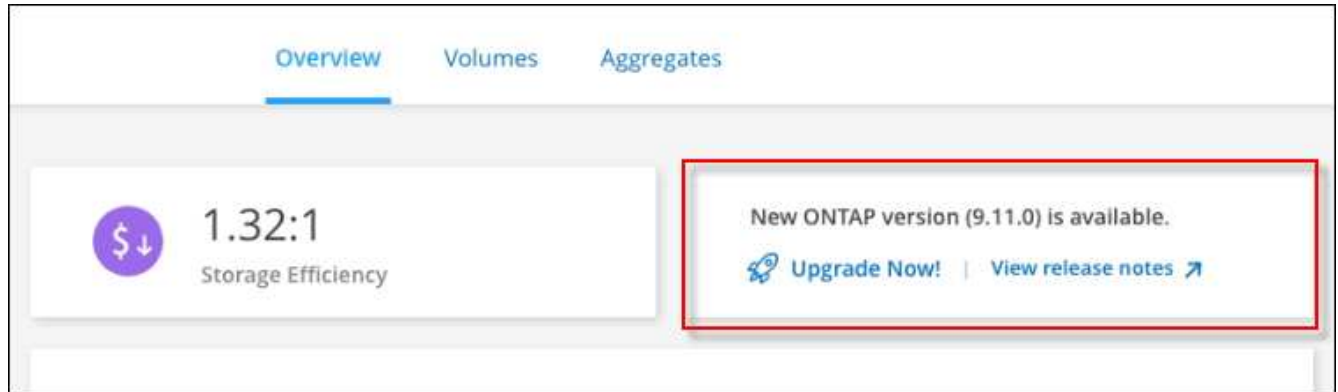 Overview Volumes Aggregates
1.32:1
Storage Efficiency
New ONTAP version (9.11.0) is available.
Upgrade Now! | View release notes